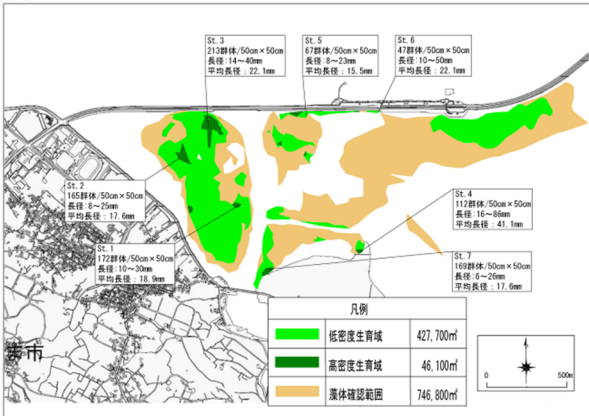 St. 3
213群体/50cm×50cm
長径:14~40mm
平均長径:22.1mm
St. 5
67群体/50cm×50cm
長径:8~23mm
平均長径:15.5mm
St. 6
47群体/50cm×50cm
長径:10~50mm
平均長径:22.1mm
St. 2
165群体/50cm×50cm
長径:8~25mm
平均長径:17.6mm
St. 4
112群体/50cm×50cm
長径:16~86mm
平均長径:41.1mm
St. 1
172群体/50cm×50cm
長径:10~30mm
平均長径:18.9mm
St. 7
169群体/50cm×50cm
長径:6~26mm
平均長径:17.6mm
ま市
凡例
低密度生育域 427,700㎡
高密度生育域 46,100㎡
藻体確認範囲 746,800㎡
0 500m